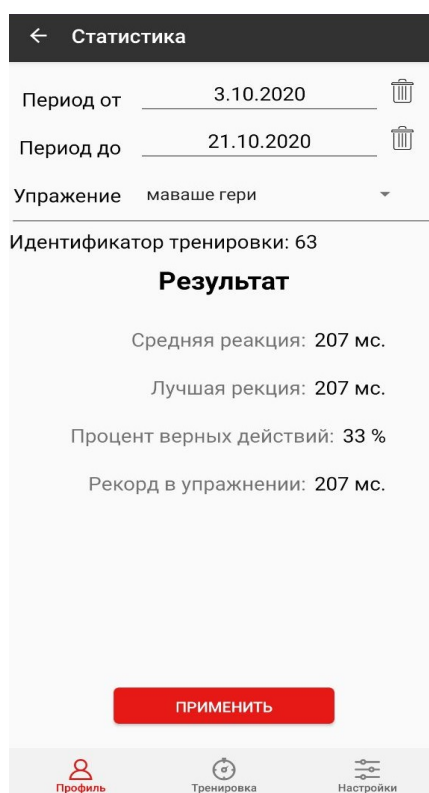 Статистика
Период от 3.10.2020
Период до 21.10.2020
Упражение маваше гери
Идентификатор тренировки: 63
Результат
Средняя реакция: 207 мс.
Лучшая рекция: 207 мс.
Процент верных действий: 33 %
Рекорд в упражнении: 207 мс.
ПРИМЕНИТЬ
Профиль Тренировка Настройки